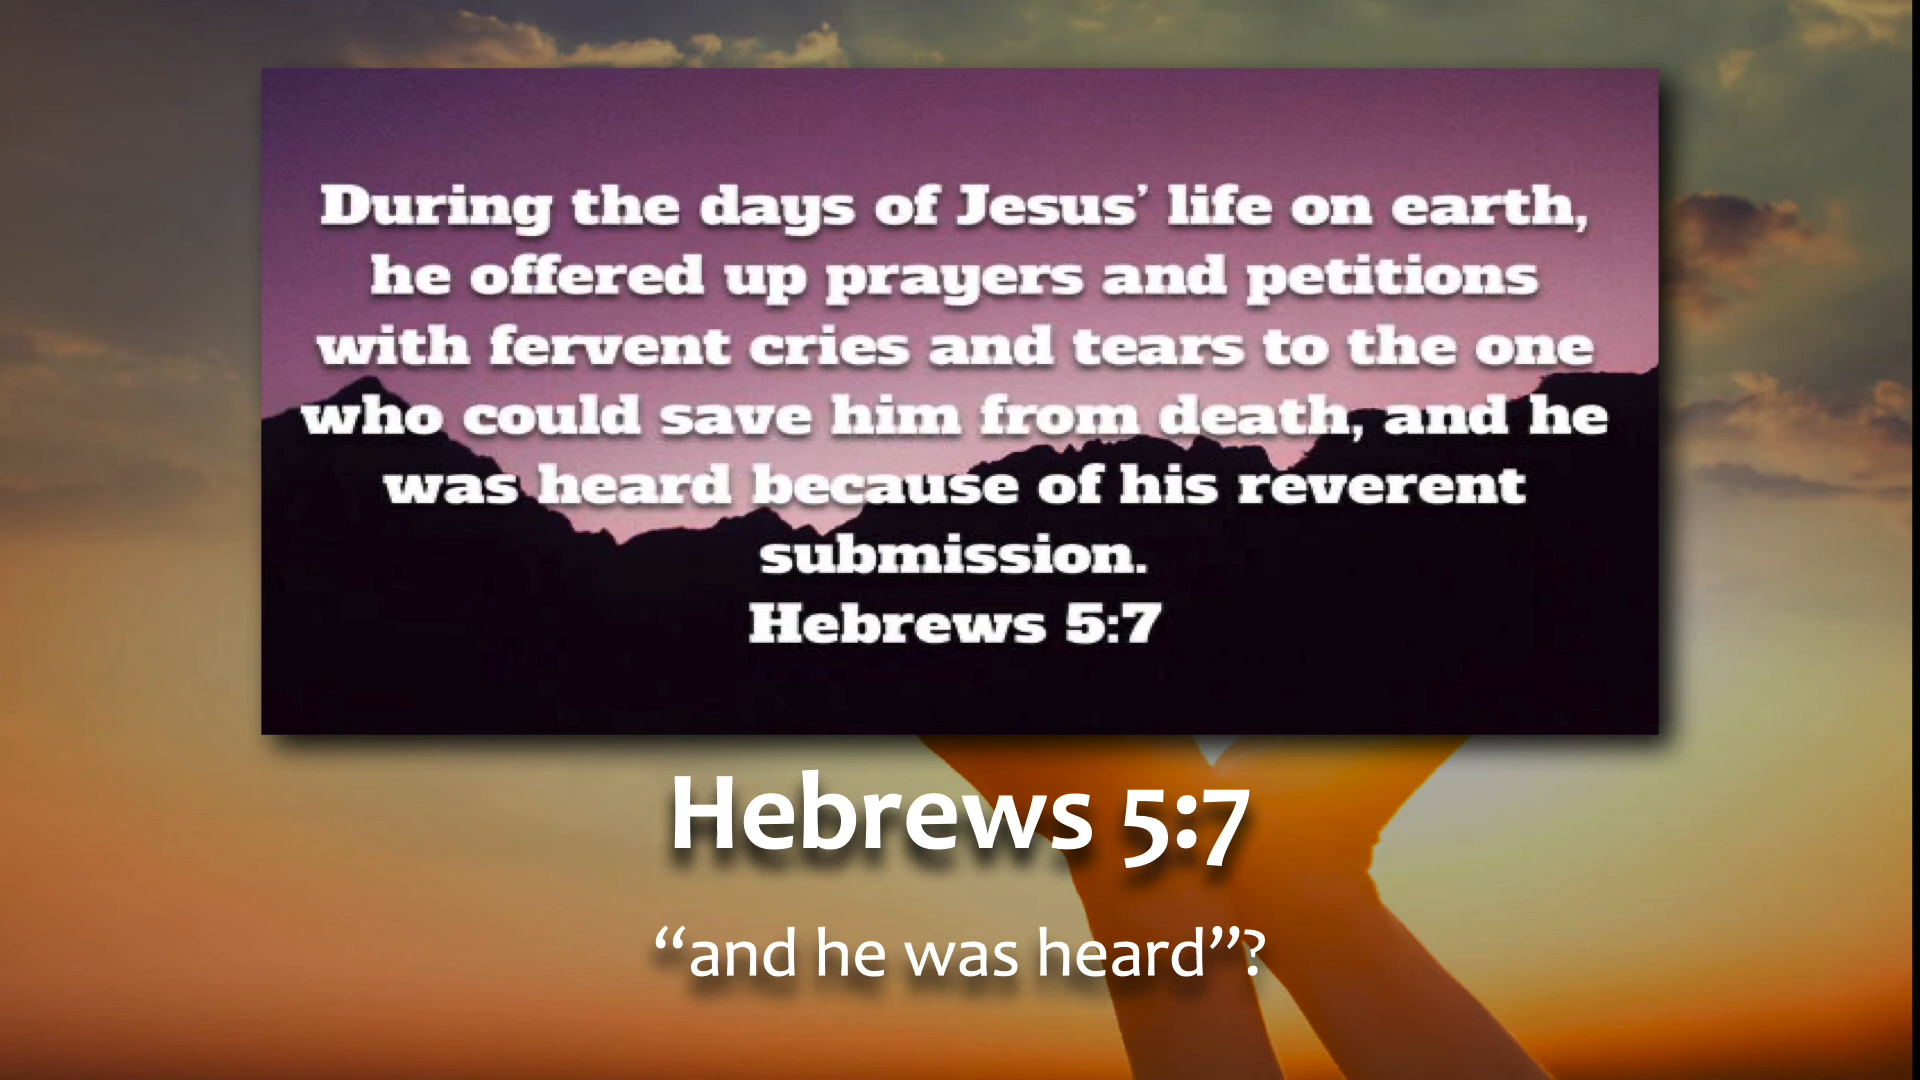 During the days of Jesus’ life on earth,
he offered up prayers and petitions
with fervent cries and tears to the one
who could save him from death, and he
was heard because of his reverent
submission.
Hebrews 5:7
Hebrews 5:7
“and he was heard”?